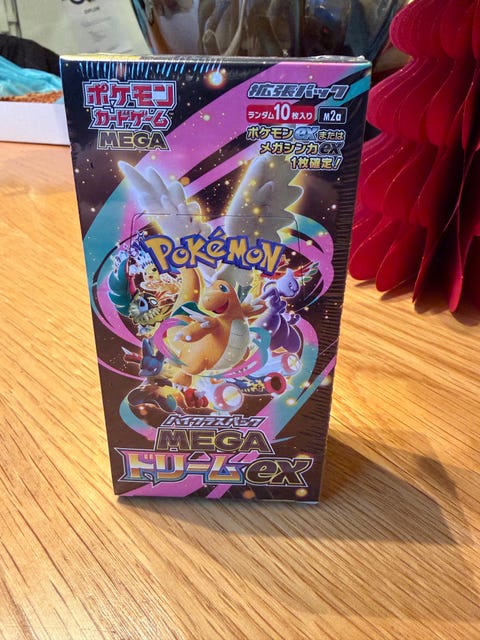 ポケモン
カードゲーム
MEGA
拡張パック
ランダム10枚入り
M2a
ポケモンexまたは
メガシンカex
1枚確定!
POKéMON
ハイクラスパック
MEGA
ドリームex